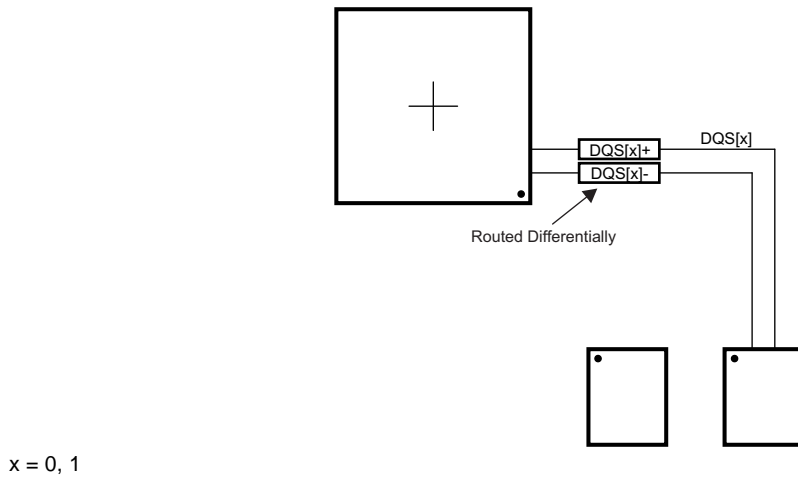 DQS[x]+
DQS[x]
DQS[x]-
Routed Differentially
x = 0, 1